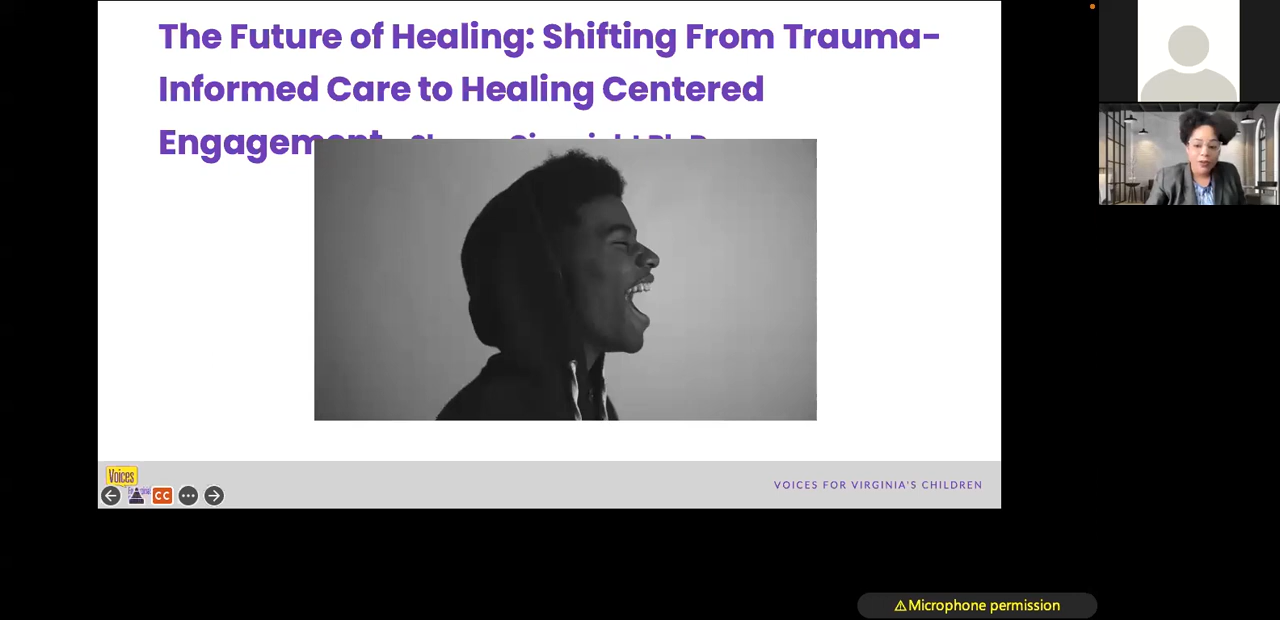 The Future of Healing: Shifting From Trauma-
Informed Care to Healing Centered
Engagement
Voices
CC
VOICES FOR VIRGINIA'S CHILDREN
Microphone permission